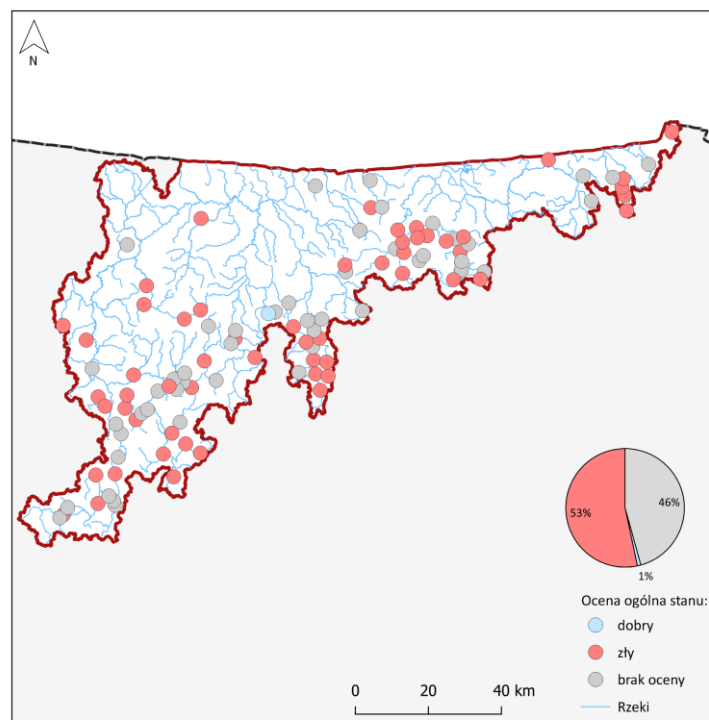 N
46%
53%
1%
Ocena ogólna stanu:
dobry
zły
brak oceny
Rzeki
0 20 40 km